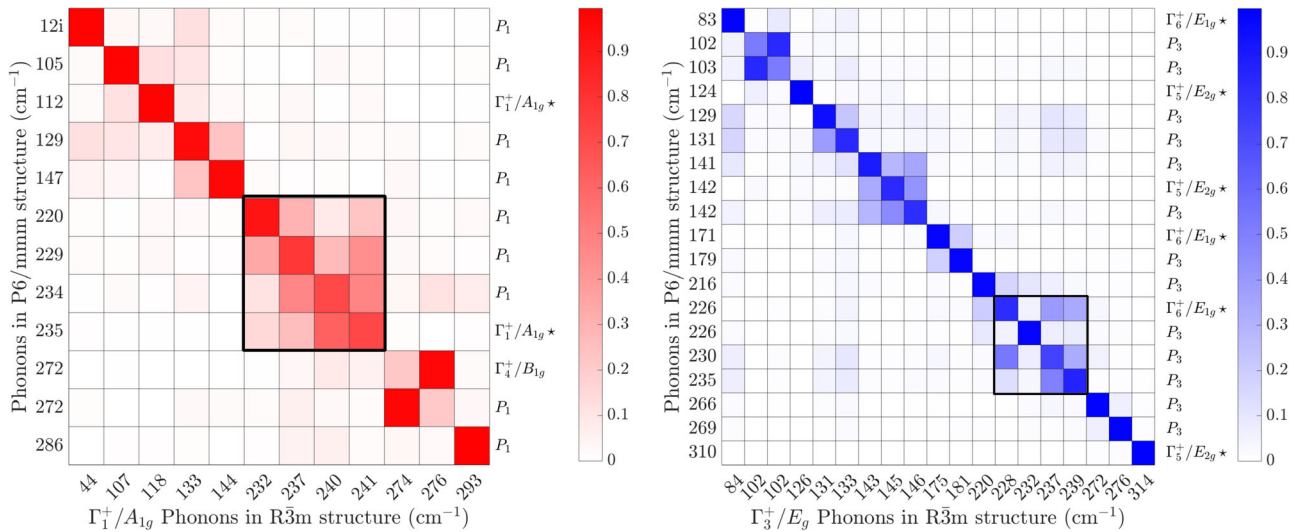 Phonons in P6/mmm structure (cm⁻¹)
12i
105
112
129
147
220
229
234
235
272
272
286
P₁
P₁
Γ₁⁺/A₁g ⋆
P₁
P₁
P₁
P₁
P₁
Γ₁⁺/A₁g ⋆
Γ₄⁺/B₁g
P₁
P₁
44 107 118 133 144 232 237 240 241 274 276 293
Γ₁⁺/A₁g Phonons in R3̄m structure (cm⁻¹)
0.9
0.8
0.7
0.6
0.5
0.4
0.3
0.2
0.1
0
Phonons in P6/mmm structure (cm⁻¹)
83
102
103
124
129
131
141
142
142
171
179
216
226
226
230
235
266
269
310
Γ₆⁺/E₁g ⋆
P₃
P₃
Γ₅⁺/E₂g ⋆
P₃
P₃
P₃
Γ₅⁺/E₂g ⋆
P₃
Γ₆⁺/E₁g ⋆
P₃
P₃
Γ₆⁺/E₁g ⋆
P₃
P₃
P₃
P₃
P₃
Γ₅⁺/E₂g ⋆
84 102 102 126 131 133 143 145 146 175 181 220 228 232 237 239 272 276 314
Γ₃⁺/Eg Phonons in R3̄m structure (cm⁻¹)
0.9
0.8
0.7
0.6
0.5
0.4
0.3
0.2
0.1
0